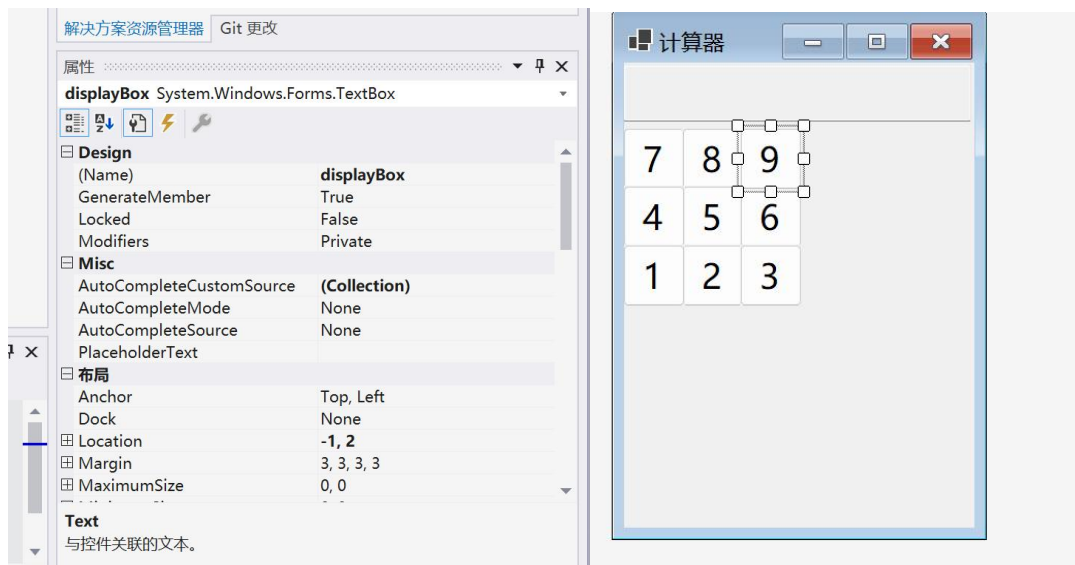 解决方案资源管理器 Git 更改
属性
displayBox System.Windows.Forms.TextBox
Design
(Name) displayBox
GenerateMember True
Locked False
Modifiers Private
Misc
AutoCompleteCustomSource (Collection)
AutoCompleteMode None
AutoCompleteSource None
PlaceholderText
布局
Anchor Top, Left
Dock None
Location -1, 2
Margin 3, 3, 3, 3
MaximumSize 0, 0
Text
与控件关联的文本。
计算器
7 8 9
4 5 6
1 2 3